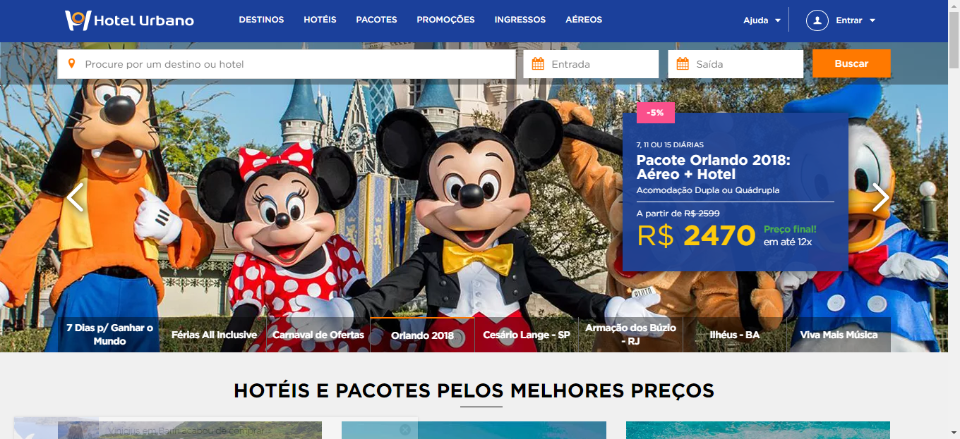 Hotel Urbano
DESTINOS HOTÉIS PACOTES PROMOÇÕES INGRESSOS AÉREOS
Ajuda
Entrar
Procure por um destino ou hotel
Entrada
Saída
Buscar
-5%
7, 11 OU 15 DIÁRIAS
Pacote Orlando 2018:
Aéreo + Hotel
Acomodação Dupla ou Quádrupla
A partir de R$ 2599
R$ 2470
Preço final!
em até 12x
7 Dias p/ Ganhar o
Mundo
Férias All Inclusive
Carnaval de Ofertas
Orlando 2018
Cesário Lange - SP
Armação dos Búzio
- RJ
Ilhéus - BA
Viva Mais Música
HOTÉIS E PACOTES PELOS MELHORES PREÇOS